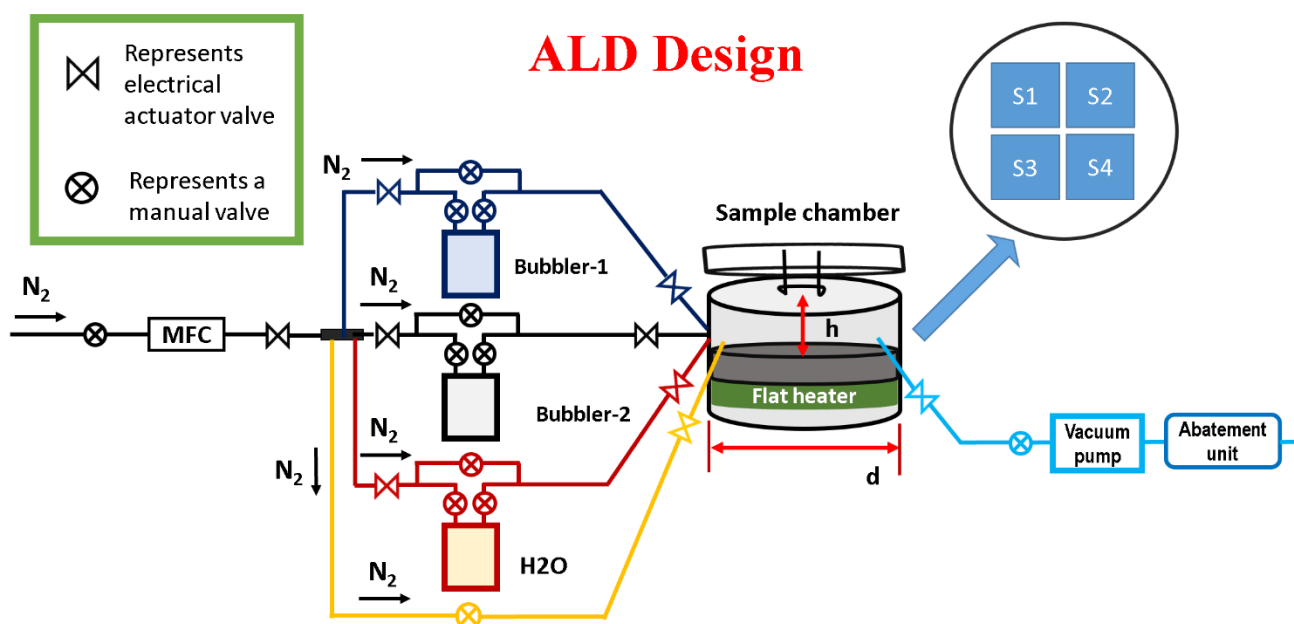 ALD Design
Represents
electrical
actuator valve
Represents a
manual valve
S1 S2
S3 S4
N2
Sample chamber
Bubbler-1
N2
N2
MFC
h
Bubbler-2
Flat heater
N2
N2
d
Vacuum
pump
Abatement
unit
H2O
N2